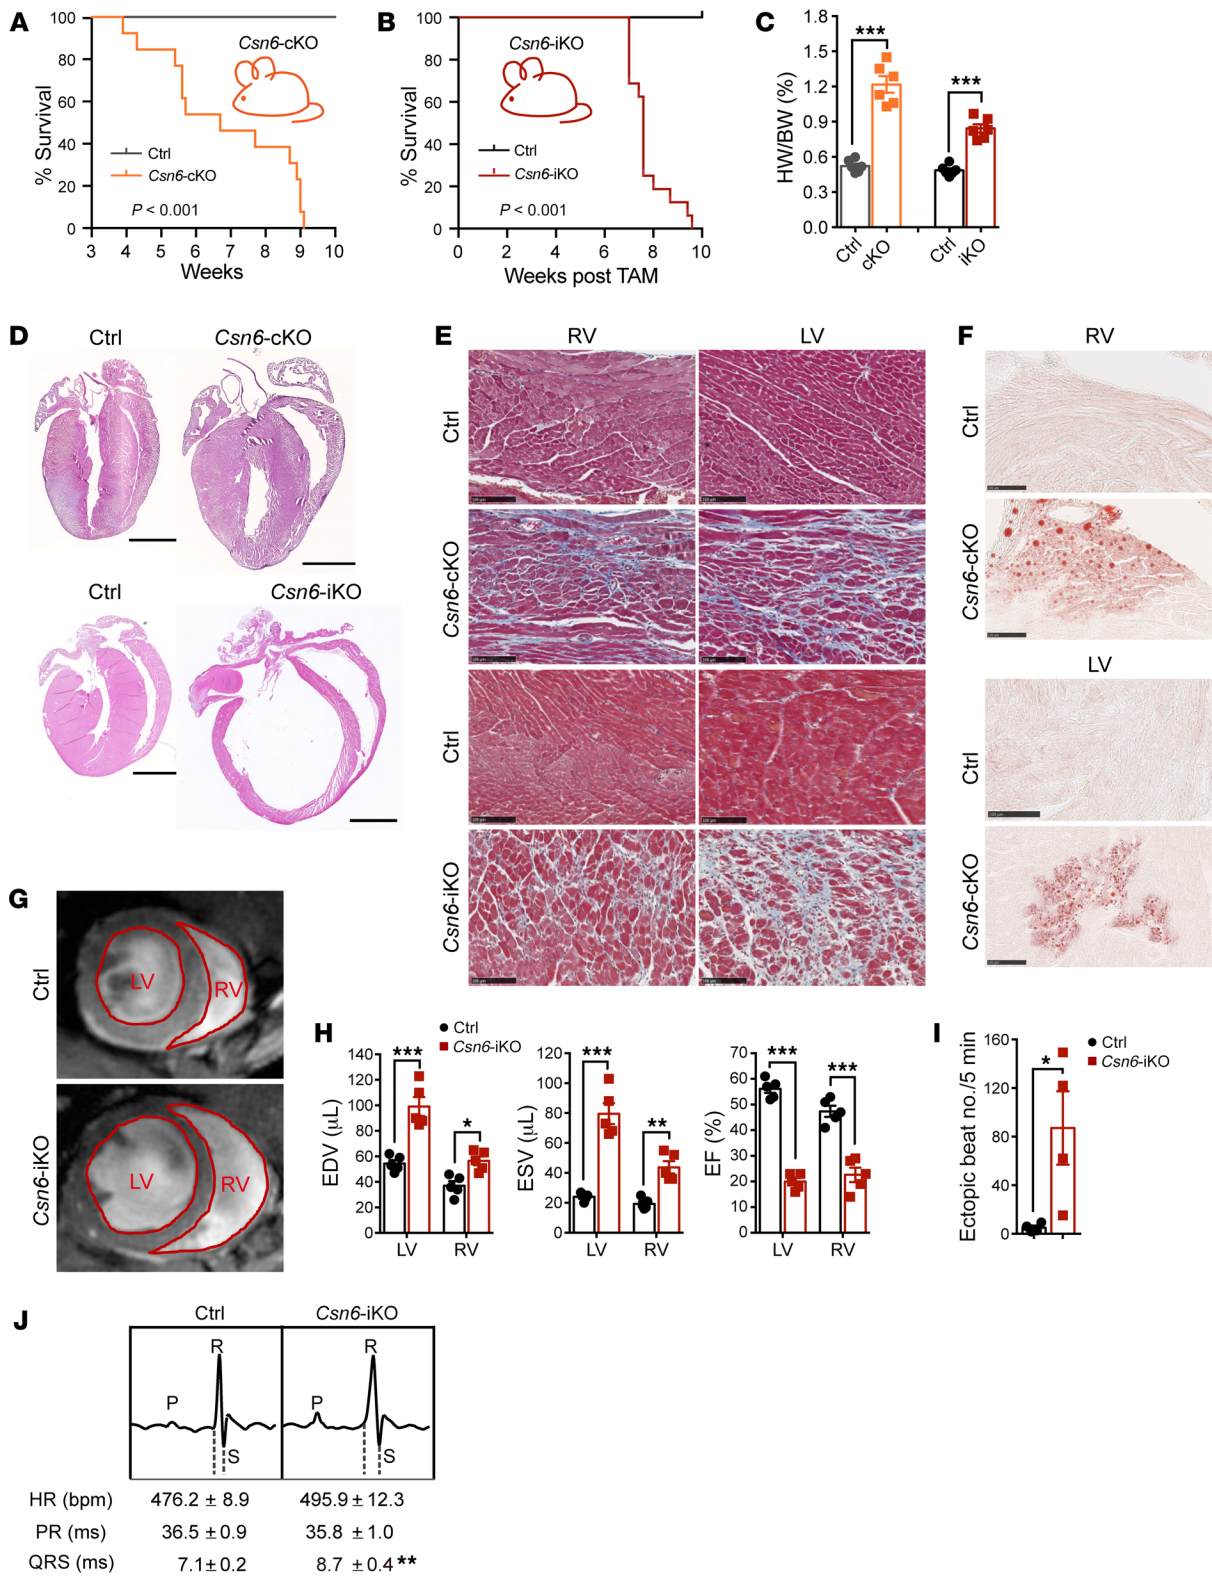 A
% Survival
100
80
60
40
20
0
Csn6-cKO
Ctrl
Csn6-cKO
P < 0.001
3 4 5 6 7 8 9 10
Weeks
B
% Survival
100
80
60
40
20
0
Csn6-iKO
Ctrl
Csn6-iKO
P < 0.001
0 2 4 6 8 10
Weeks post TAM
C
HW/BW (%)
1.8
1.5
1.2
0.9
0.6
0.3
0.0
*** ***
Ctrl cKO Ctrl iKO
D
Ctrl Csn6-cKO
Ctrl Csn6-iKO
E
RV LV
Ctrl
Csn6-cKO
Ctrl
Csn6-iKO
F
RV
Ctrl
Csn6-cKO
LV
Ctrl
Csn6-cKO
G
Ctrl
LV RV
Csn6-iKO
LV RV
H
Ctrl
Csn6-iKO
EDV (µL)
140
120
100
80
60
40
20
0
*** *
LV RV
ESV (µL)
120
100
80
60
40
20
0
*** **
LV RV
EF (%)
70
60
50
40
30
20
10
0
*** ***
LV RV
I
Ctrl
Csn6-iKO
Ectopic beat no./5 min
160
120
80
40
0
*
J
Ctrl Csn6-iKO
R R
P P
S S
HR (bpm) 476.2 ± 8.9 495.9 ± 12.3
PR (ms) 36.5 ± 0.9 35.8 ± 1.0
QRS (ms) 7.1 ± 0.2 8.7 ± 0.4 **